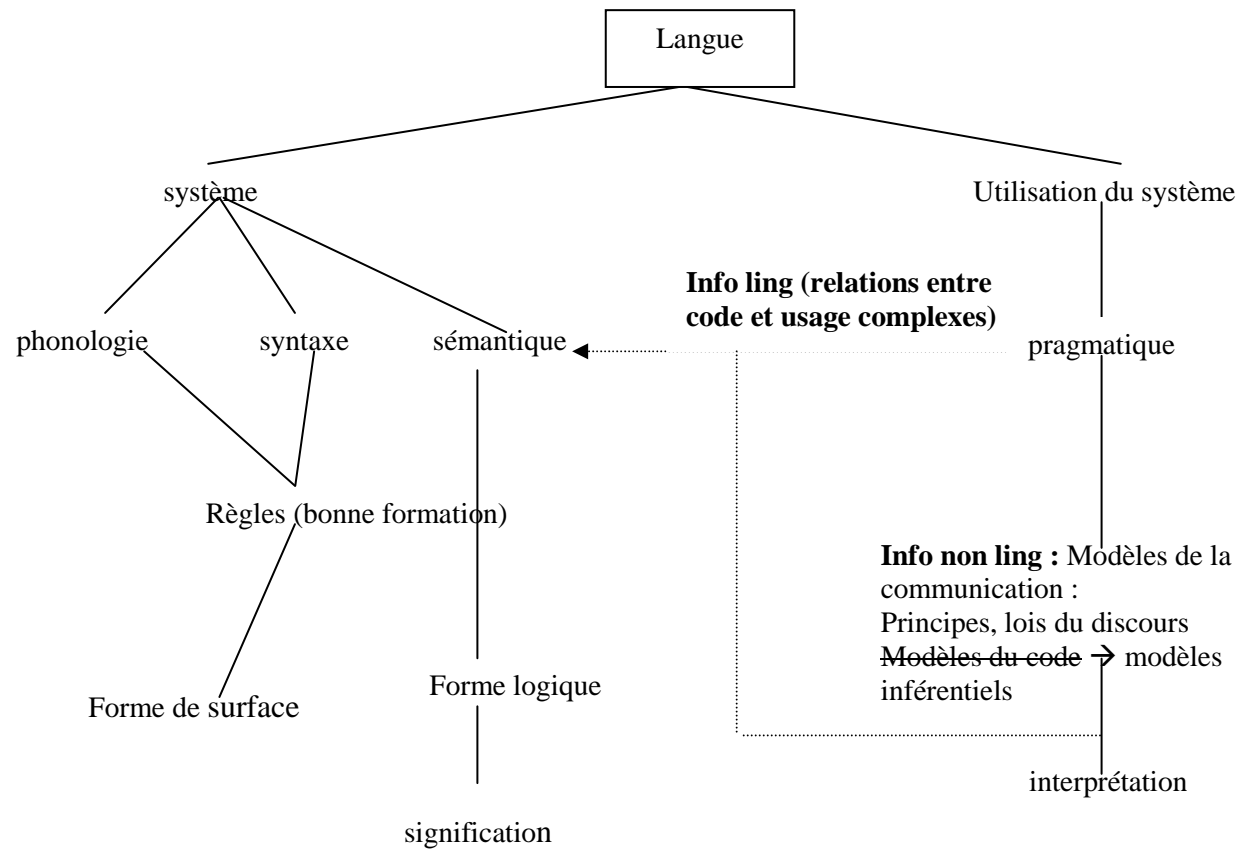 Langue
système
Utilisation du système
Info ling (relations entre
code et usage complexes)
phonologie
syntaxe
sémantique
pragmatique
Règles (bonne formation)
Info non ling : Modèles de la
communication :
Principes, lois du discours
Modèles du code → modèles
inférentiels
Forme de surface
Forme logique
interprétation
signification